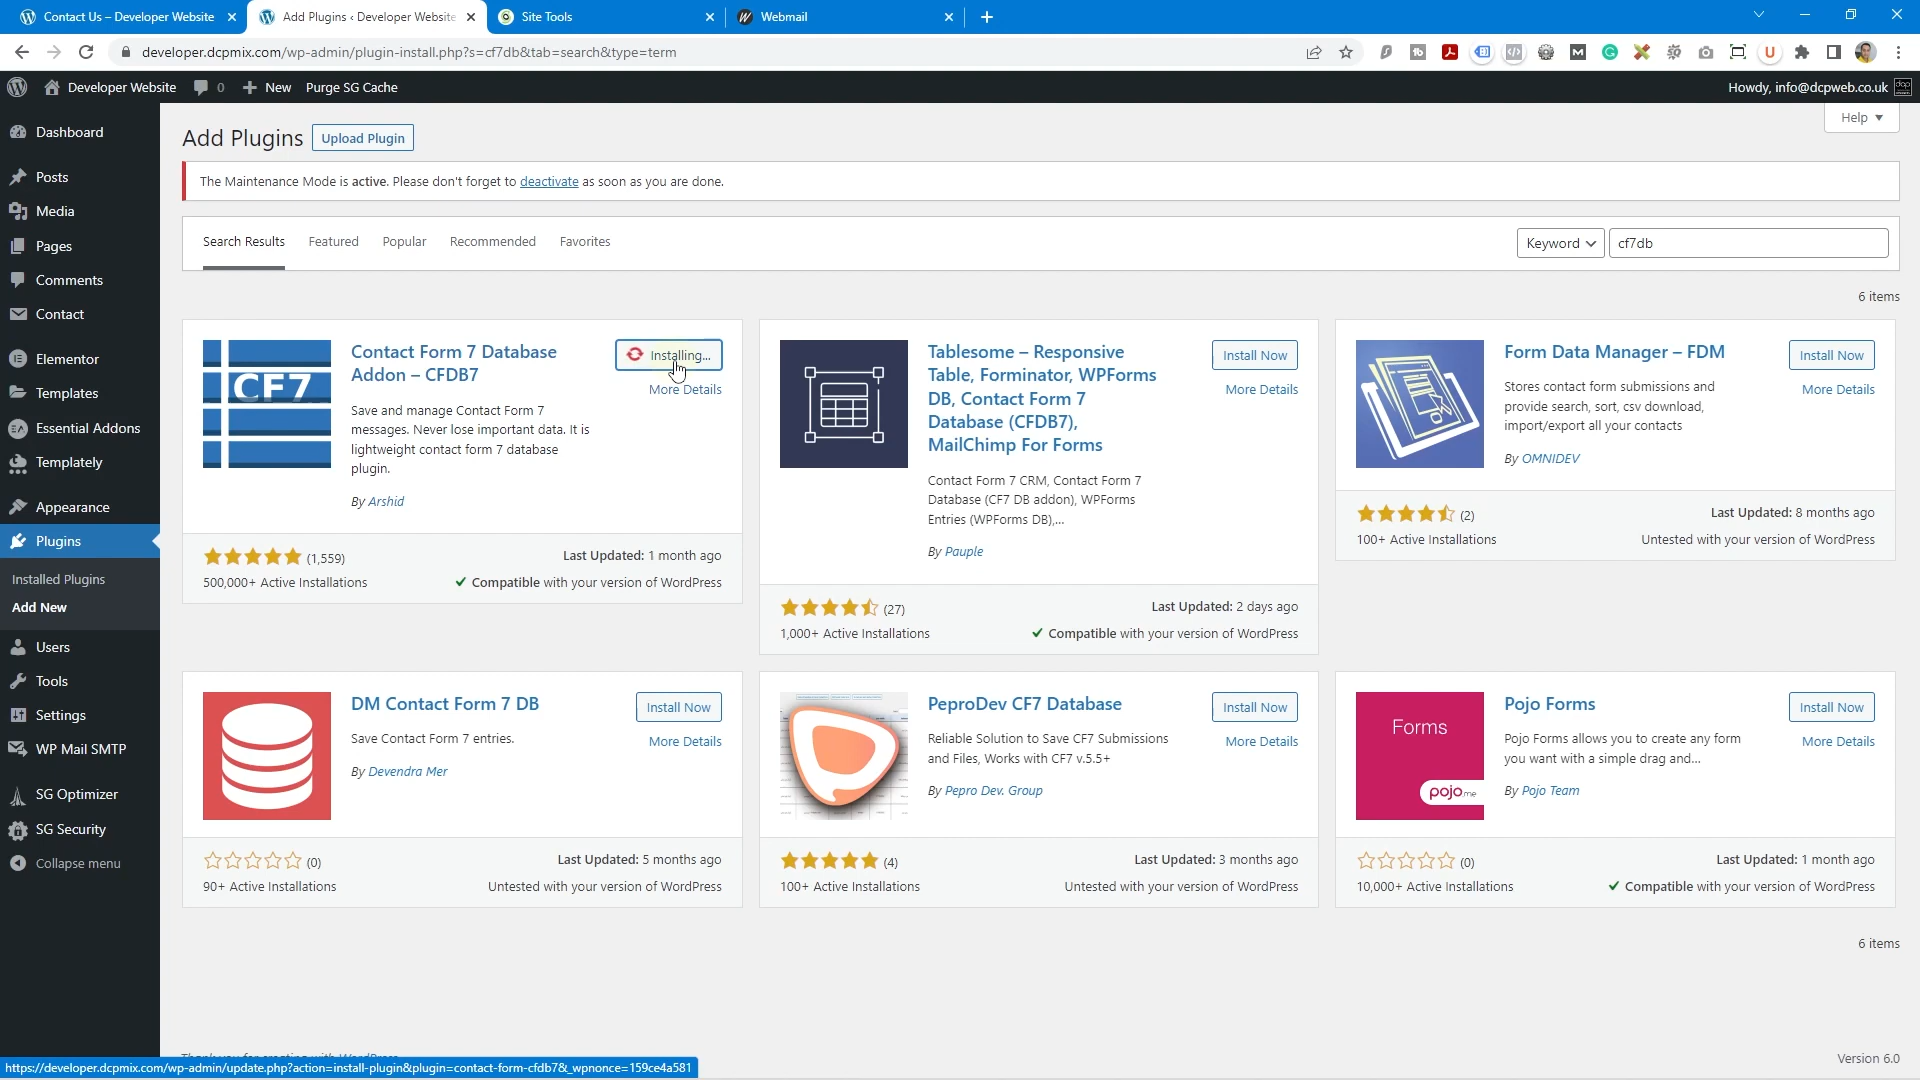 Contact Us – Developer Website
Add Plugins ‹ Developer Website
Site Tools
Webmail
developer.dcpmix.com/wp-admin/plugin-install.php?s=cf7db&tab=search&type=term
Developer Website
0
New
Purge SG Cache
Howdy, info@dcpweb.co.uk
Dashboard
Posts
Media
Pages
Comments
Contact
Elementor
Templates
Essential Addons
Templately
Appearance
Plugins
Installed Plugins
Add New
Users
Tools
Settings
WP Mail SMTP
SG Optimizer
SG Security
Collapse menu
Help
Add Plugins
Upload Plugin
The Maintenance Mode is active. Please don't forget to deactivate as soon as you are done.
Search Results
Featured
Popular
Recommended
Favorites
Keyword
cf7db
6 items
CF7
Contact Form 7 Database
Addon – CFDB7
Installing...
More Details
Save and manage Contact Form 7
messages. Never lose important data. It is
lightweight contact form 7 database
plugin.
By Arshid
(1,559)
Last Updated: 1 month ago
500,000+ Active Installations
Compatible with your version of WordPress
Tablesome – Responsive
Table, Forminator, WPForms
DB, Contact Form 7
Database (CFDB7),
MailChimp For Forms
Install Now
More Details
Contact Form 7 CRM, Contact Form 7
Database (CF7 DB addon), WPForms
Entries (WPForms DB),...
By Pauple
(27)
Last Updated: 2 days ago
1,000+ Active Installations
Compatible with your version of WordPress
Form Data Manager – FDM
Install Now
More Details
Stores contact form submissions and
provide search, sort, csv download,
import/export all your contacts
By OMNIDEV
(2)
Last Updated: 8 months ago
100+ Active Installations
Untested with your version of WordPress
DM Contact Form 7 DB
Install Now
More Details
Save Contact Form 7 entries.
By Devendra Mer
(0)
Last Updated: 5 months ago
90+ Active Installations
Untested with your version of WordPress
PeproDev CF7 Database
Install Now
More Details
Reliable Solution to Save CF7 Submissions
and Files, Works with CF7 v.5.5+
By Pepro Dev. Group
(4)
Last Updated: 3 months ago
100+ Active Installations
Untested with your version of WordPress
Forms
pojo.me
Pojo Forms
Install Now
More Details
Pojo Forms allows you to create any form
you want with a simple drag and...
By Pojo Team
(0)
Last Updated: 1 month ago
10,000+ Active Installations
Compatible with your version of WordPress
6 items
Version 6.0
https://developer.dcpmix.com/wp-admin/update.php?action=install-plugin&plugin=contact-form-cfdb7&_wpnonce=159ce4a581